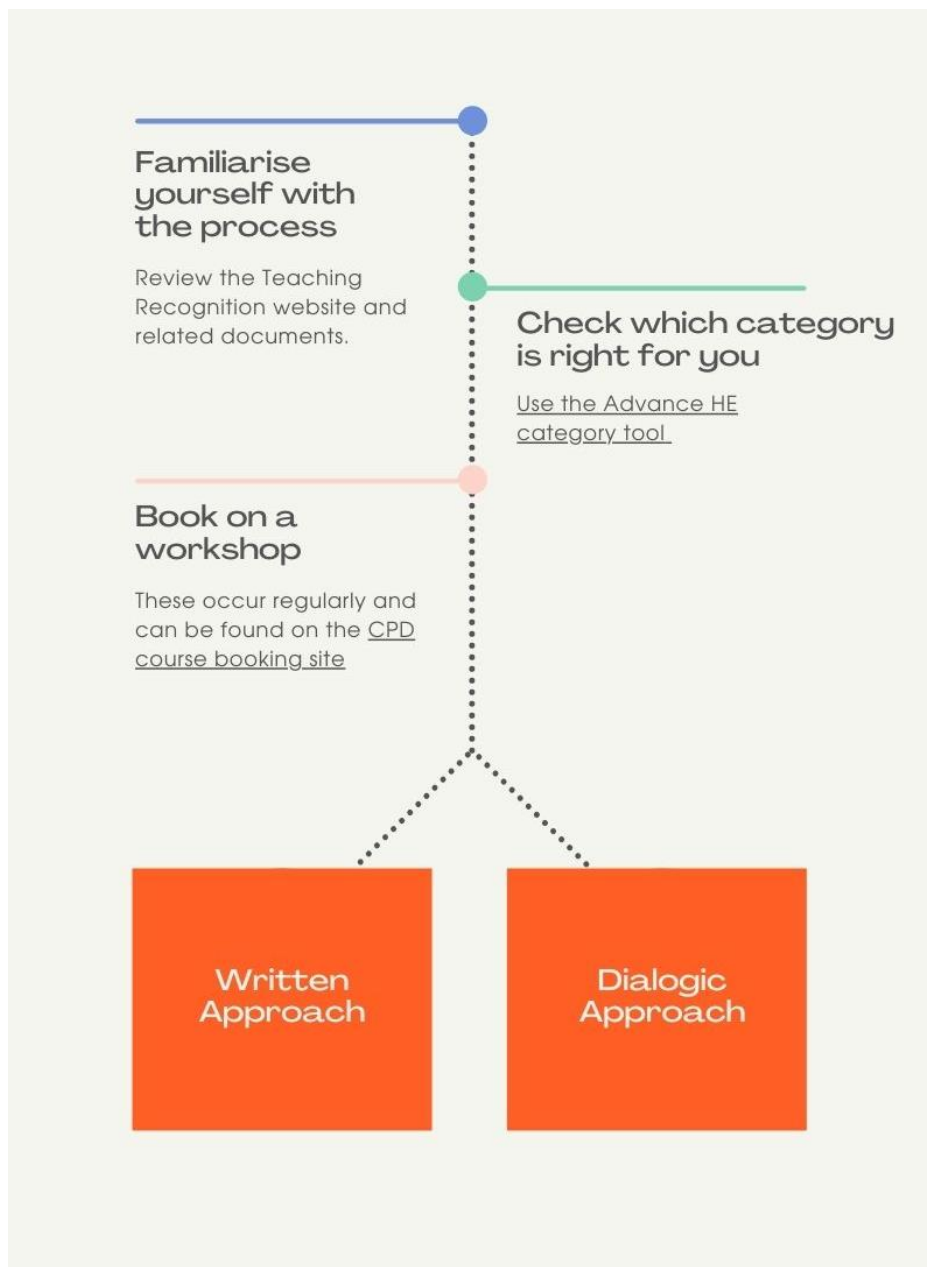 Familiarise
yourself with
the process
Review the Teaching
Recognition website and
related documents.
Check which category
is right for you
Use the Advance HE
category tool
Book on a
workshop
These occur regularly and
can be found on the CPD
course booking site
Written
Approach
Dialogic
Approach